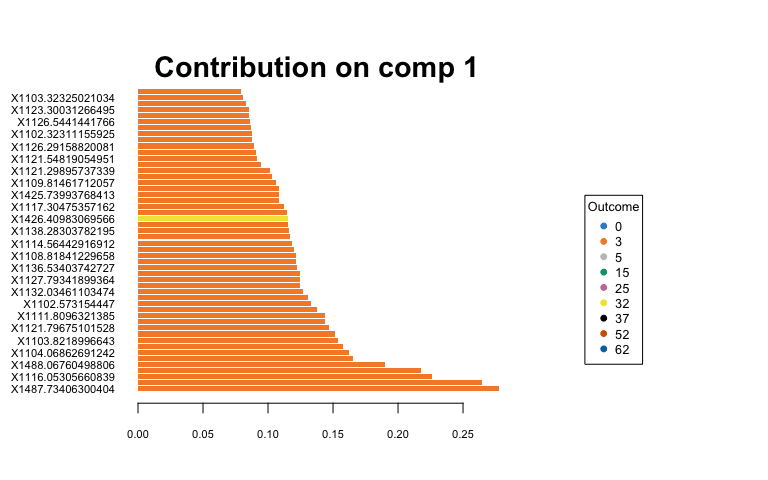 Contribution on comp 1
X1103.32325021034
X1123.30031266495
X1126.5441441766
X1102.32311155925
X1126.29158820081
X1121.54819054951
X1121.29895737339
X1109.81461712057
X1425.73993768413
X1117.30475357162
X1426.40983069566
X1138.28303782195
X1114.56442916912
X1108.81841229658
X1136.53403742727
X1127.79341899364
X1132.03461103474
X1102.573154447
X1111.8096321385
X1121.79675101528
X1103.8218996643
X1104.06862691242
X1488.06760498806
X1116.05305660839
X1487.73406300404
0.00 0.05 0.10 0.15 0.20 0.25
Outcome
0
3
5
15
25
32
37
52
62